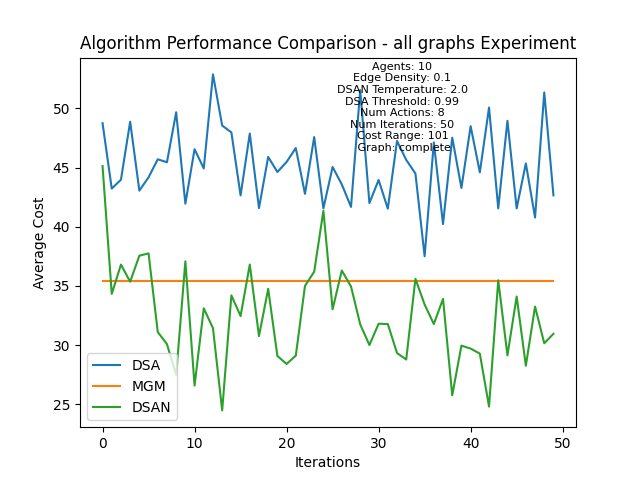 Algorithm Performance Comparison - all graphs Experiment
Agents: 10
Edge Density: 0.1
DSAN Temperature: 2.0
DSA Threshold: 0.99
Num Actions: 8
Num Iterations: 50
Cost Range: 101
Graph: complete
Average Cost
50
45
40
35
30
25
DSA
MGM
DSAN
0 10 20 30 40 50
Iterations